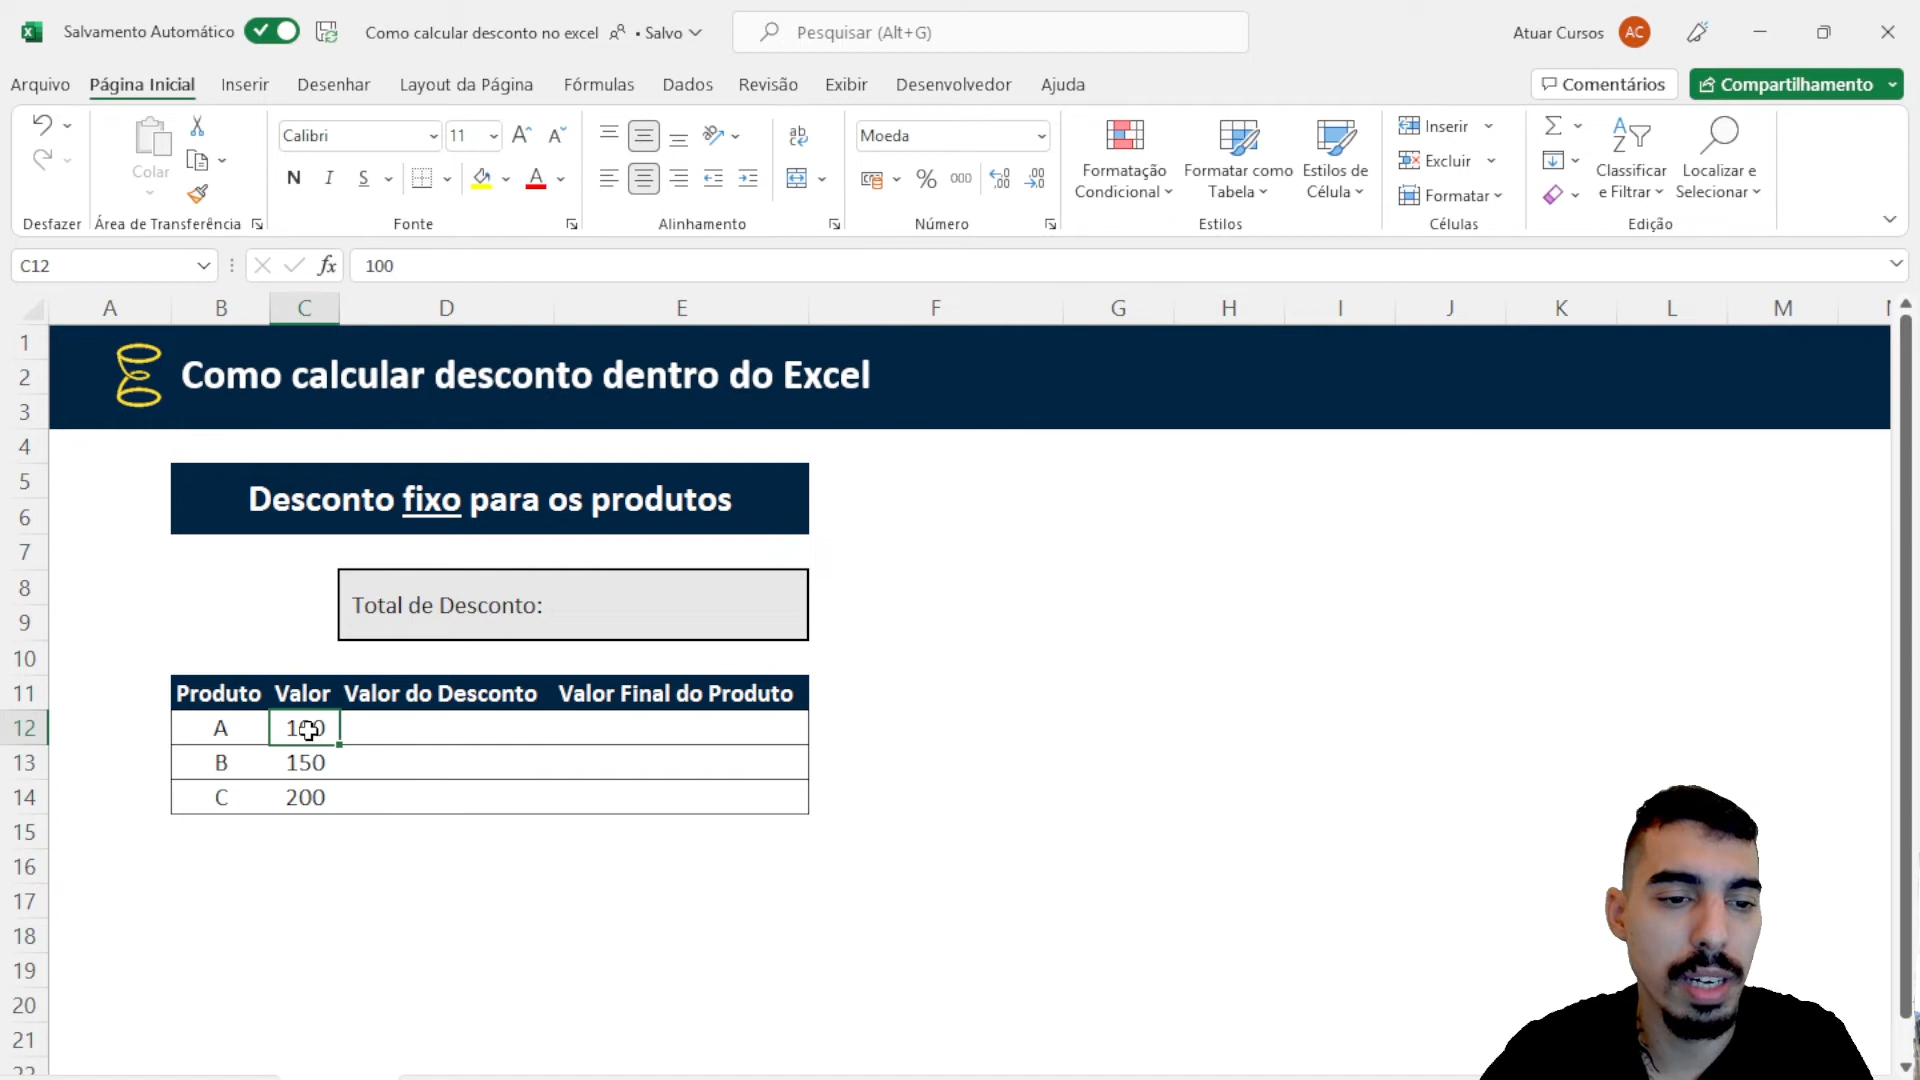 Salvamento Automático
Como calcular desconto no excel • Salvo
Pesquisar (Alt+G)
Atuar Cursos AC
Arquivo Página Inicial Inserir Desenhar Layout da Página Fórmulas Dados Revisão Exibir Desenvolvedor Ajuda
Comentários
Compartilhamento
Colar
Calibri 11
N I S
ab
Moeda
% 000
Formatação Condicional
Formatar como Tabela
Estilos de Célula
Inserir
Excluir
Formatar
Classificar e Filtrar
Localizar e Selecionar
Desfazer Área de Transferência Fonte Alinhamento Número Estilos Células Edição
C12 fx 100
A B C D E F G H I J K L M
1
2
3
4
5
6
7
8
9
10
11
12
13
14
15
16
17
18
19
20
21
22
Como calcular desconto dentro do Excel
Desconto fixo para os produtos
Total de Desconto:
Produto Valor Valor do Desconto Valor Final do Produto
A 100
B 150
C 200